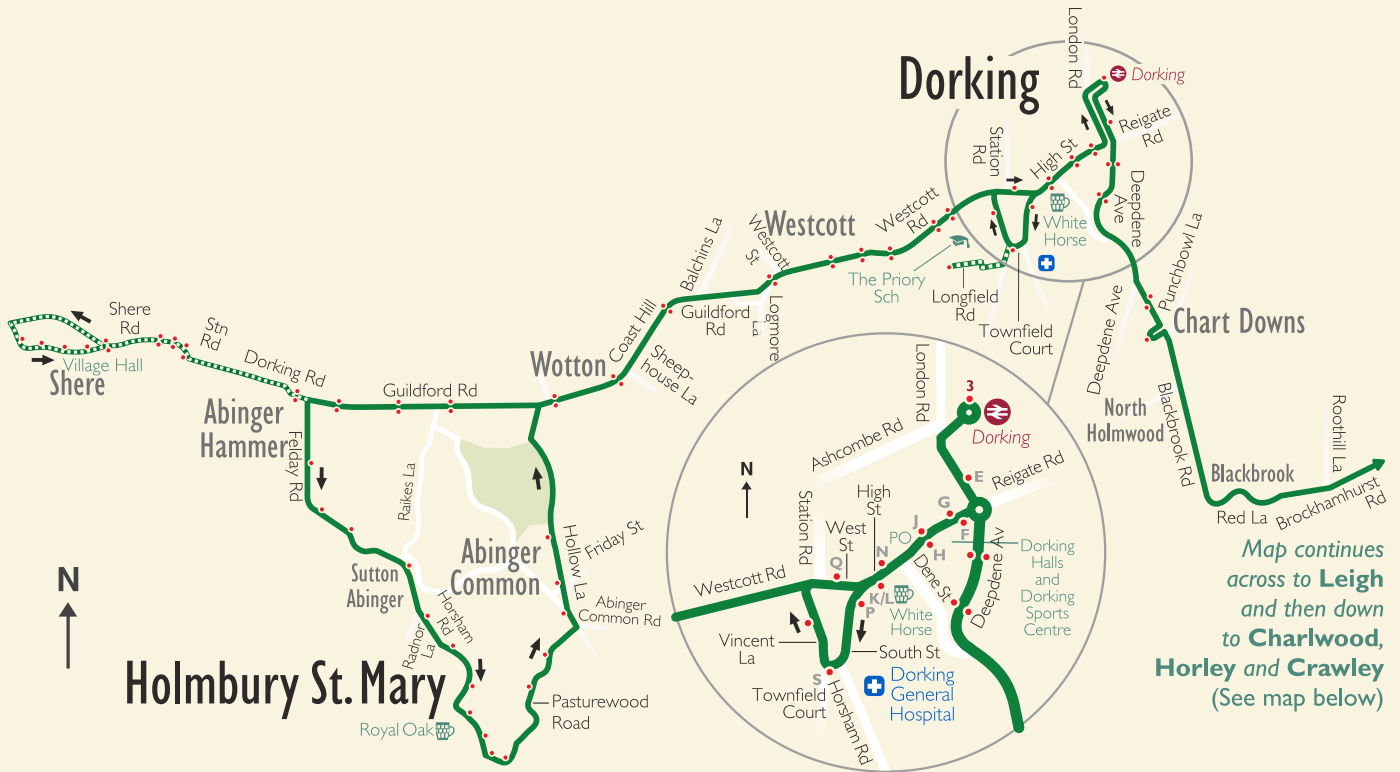 Dorking
London Rd
Dorking
Reigate
Rd
Station
Rd
High St
Deepdene
Ave
White
Horse
Westcott
Rd
Westcott
Westcott
St
Balchins La
The Priory
Sch
Longfield
Rd
Townfield
Court
Deepdene Ave
Punchbowl La
Chart Downs
Guildford
Rd
Logmore
La
Coast Hill
Sheep-
house La
Wotton
Shere
Rd
Stn
Rd
Village Hall
Shere
Dorking Rd
Guildford Rd
Abinger
Hammer
Felday Rd
Raikes La
Abinger
Common
Hollow La
Friday St
Abinger
Common Rd
Sutton
Abinger
Horsham
Rd
Radnor
La
N
Holmbury St. Mary
Royal Oak
Pasturewood
Road
North
Holmwood
Blackbrook Rd
Blackbrook
Roothill La
Red La
Brockhamhurst
Rd
London Rd
3
Dorking
Ashcombe Rd
N
E
Reigate Rd
Station Rd
High
St
West
St
G
F
J
PO
H
N
Q
K/L
P
Dene St
Deepdene Av
Dorking
Halls
and
Dorking
Sports
Centre
Westcott Rd
White
Horse
Vincent
La
South St
S
Townfield
Court
Horsham Rd
Dorking
General
Hospital
Map continues
across to Leigh
and then down
to Charlwood,
Horley and Crawley
(See map below)